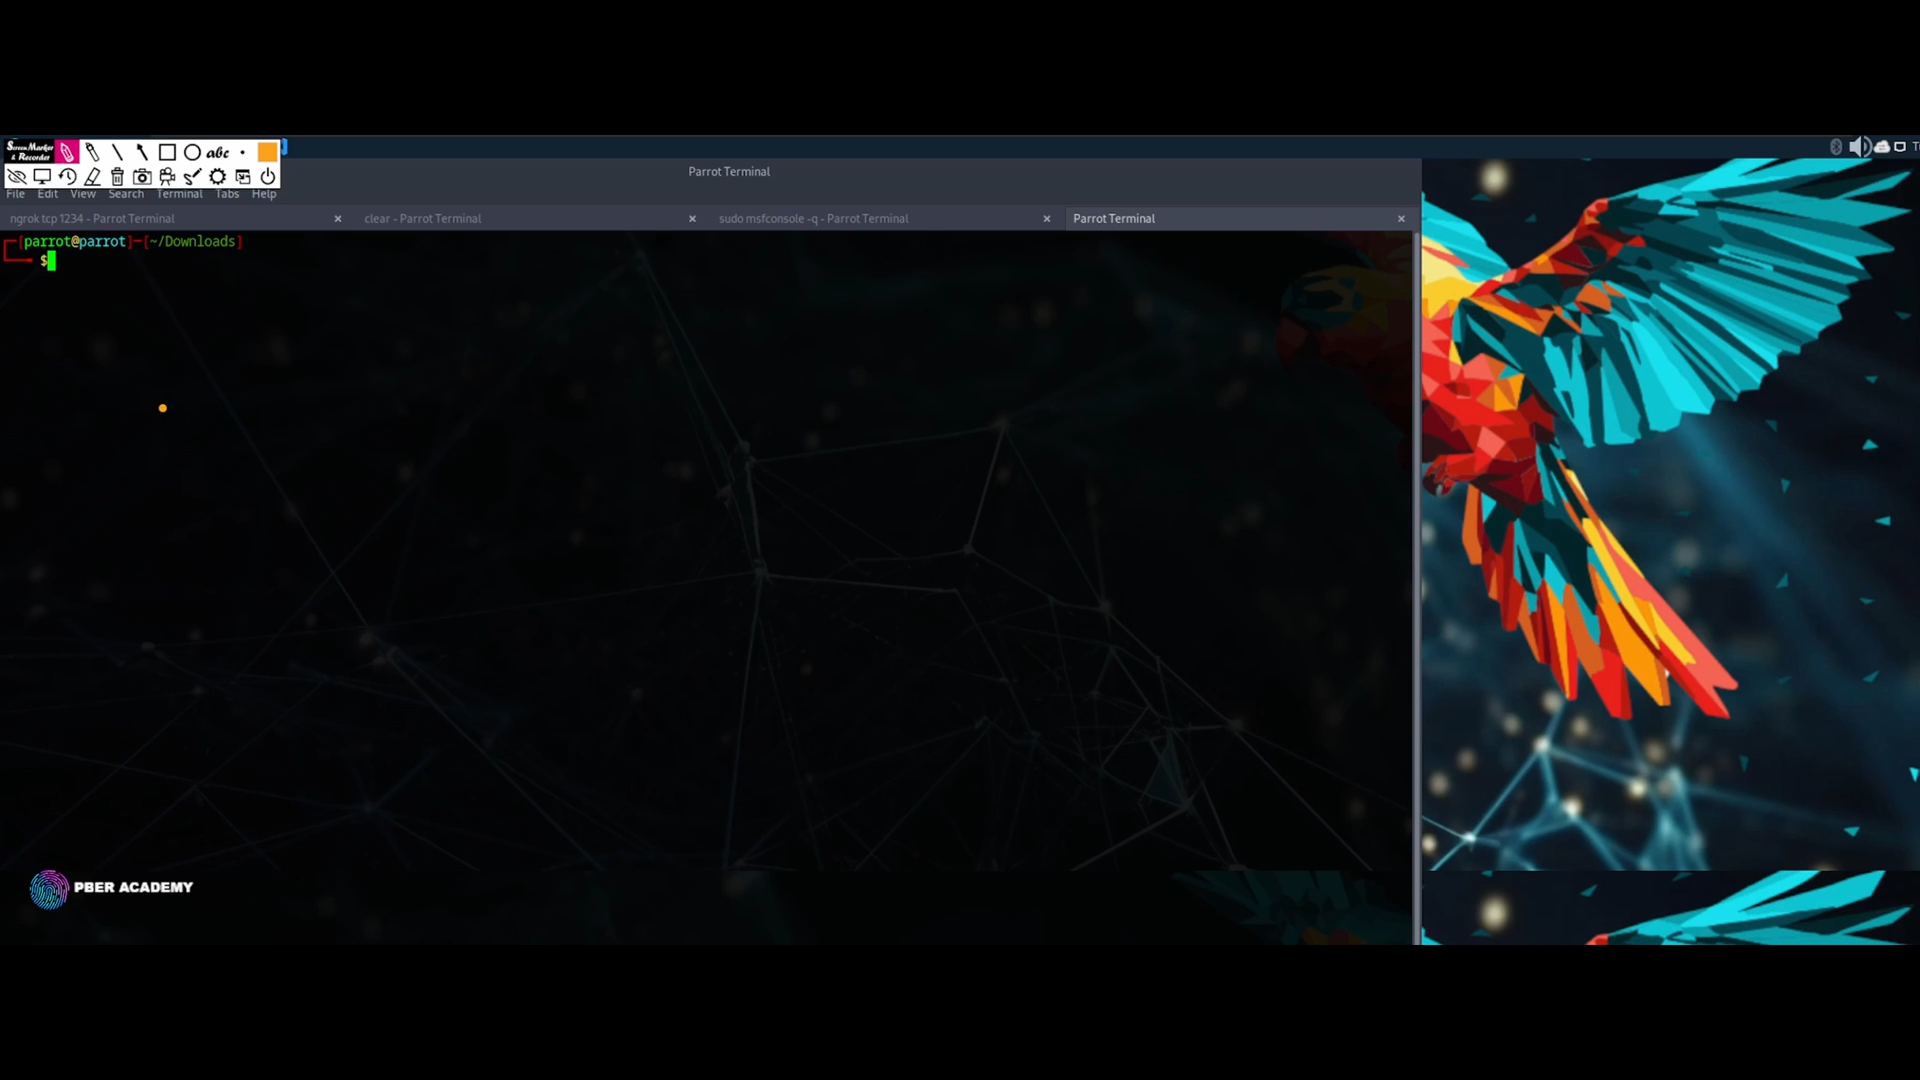 Screen Marker
& Recorder
abc
Parrot Terminal
File Edit View Search Terminal Tabs Help
ngrok tcp 1234 - Parrot Terminal × clear - Parrot Terminal × sudo msfconsole -q - Parrot Terminal × Parrot Terminal ×
[parrot@parrot]-[~/Downloads]
$
PBER ACADEMY